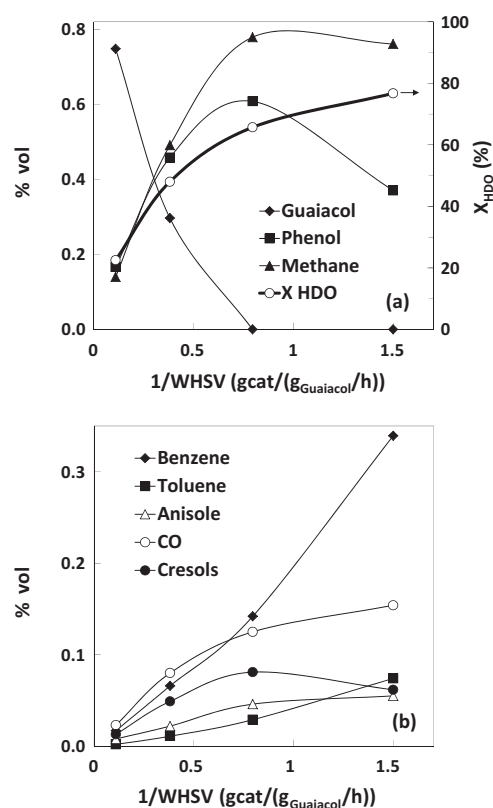 100
0.8
80
0.6
60
0.4
40
0.2
20
0.0
0
% vol
X_HDO (%)
Guaiacol
Phenol
Methane
X HDO
(a)
0 0.5 1 1.5
1/WHSV (gcat/(g_Guaiacol/h))
0.3
0.2
0.1
0.0
% vol
Benzene
Toluene
Anisole
CO
Cresols
(b)
0 0.5 1 1.5
1/WHSV (gcat/(g_Guaiacol/h))